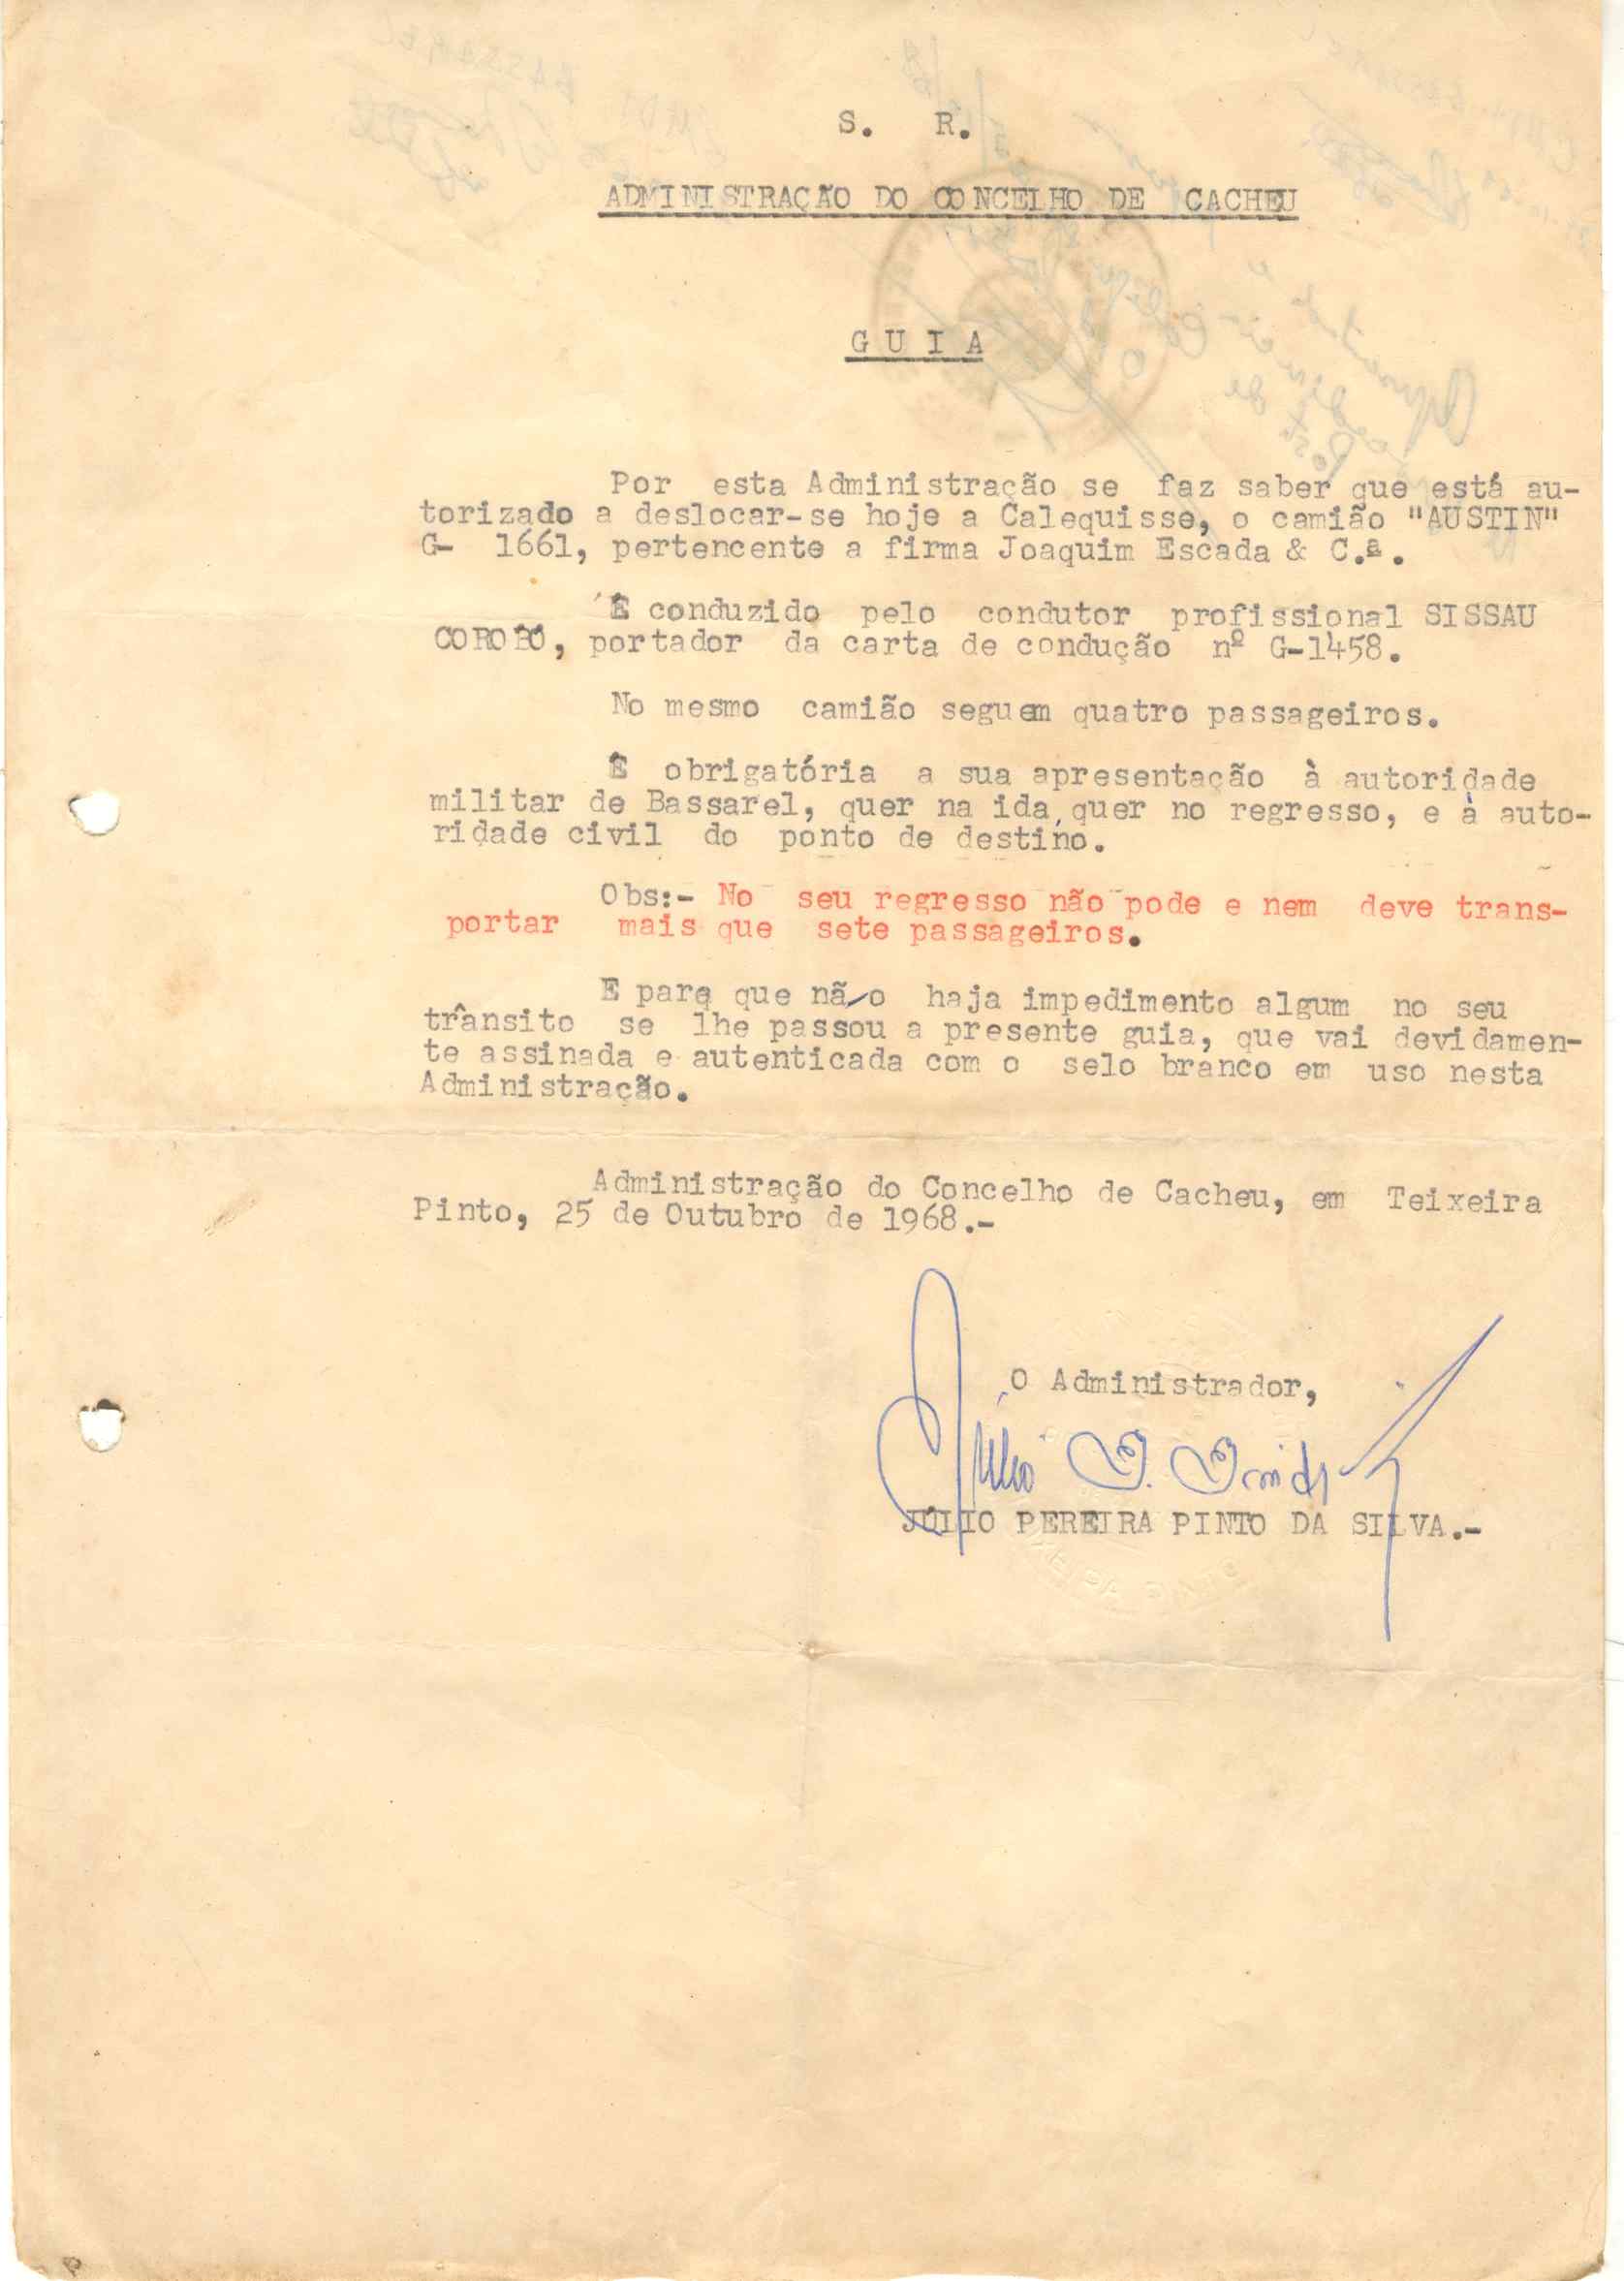 S. R.
ADMINISTRAÇÃO DO CONCELHO DE CACHEU
GUIA
Por esta Administração se faz saber que está au-
torizado a deslocar-se hoje a Calequisse, o camião "AUSTIN"
G- 1661, pertencente a firma Joaquim Escada & C.ª.
É conduzido pelo condutor profissional SISSAU
COROBÓ, portador da carta de condução nº G-1458.
No mesmo camião seguem quatro passageiros.
É obrigatória a sua apresentação à autoridade
militar de Bassarel, quer na ida, quer no regresso, e à auto-
ridade civil do ponto de destino.
Obs:- No seu regresso não pode e nem deve trans-
portar mais que sete passageiros.
E para que não haja impedimento algum no seu
trânsito se lhe passou a presente guia, que vai devidamen-
te assinada e autenticada com o selo branco em uso nesta
Administração.
Administração do Concelho de Cacheu, em Teixeira
Pinto, 25 de Outubro de 1968.-
O Administrador,
JÚLIO PEREIRA PINTO DA SILVA.-